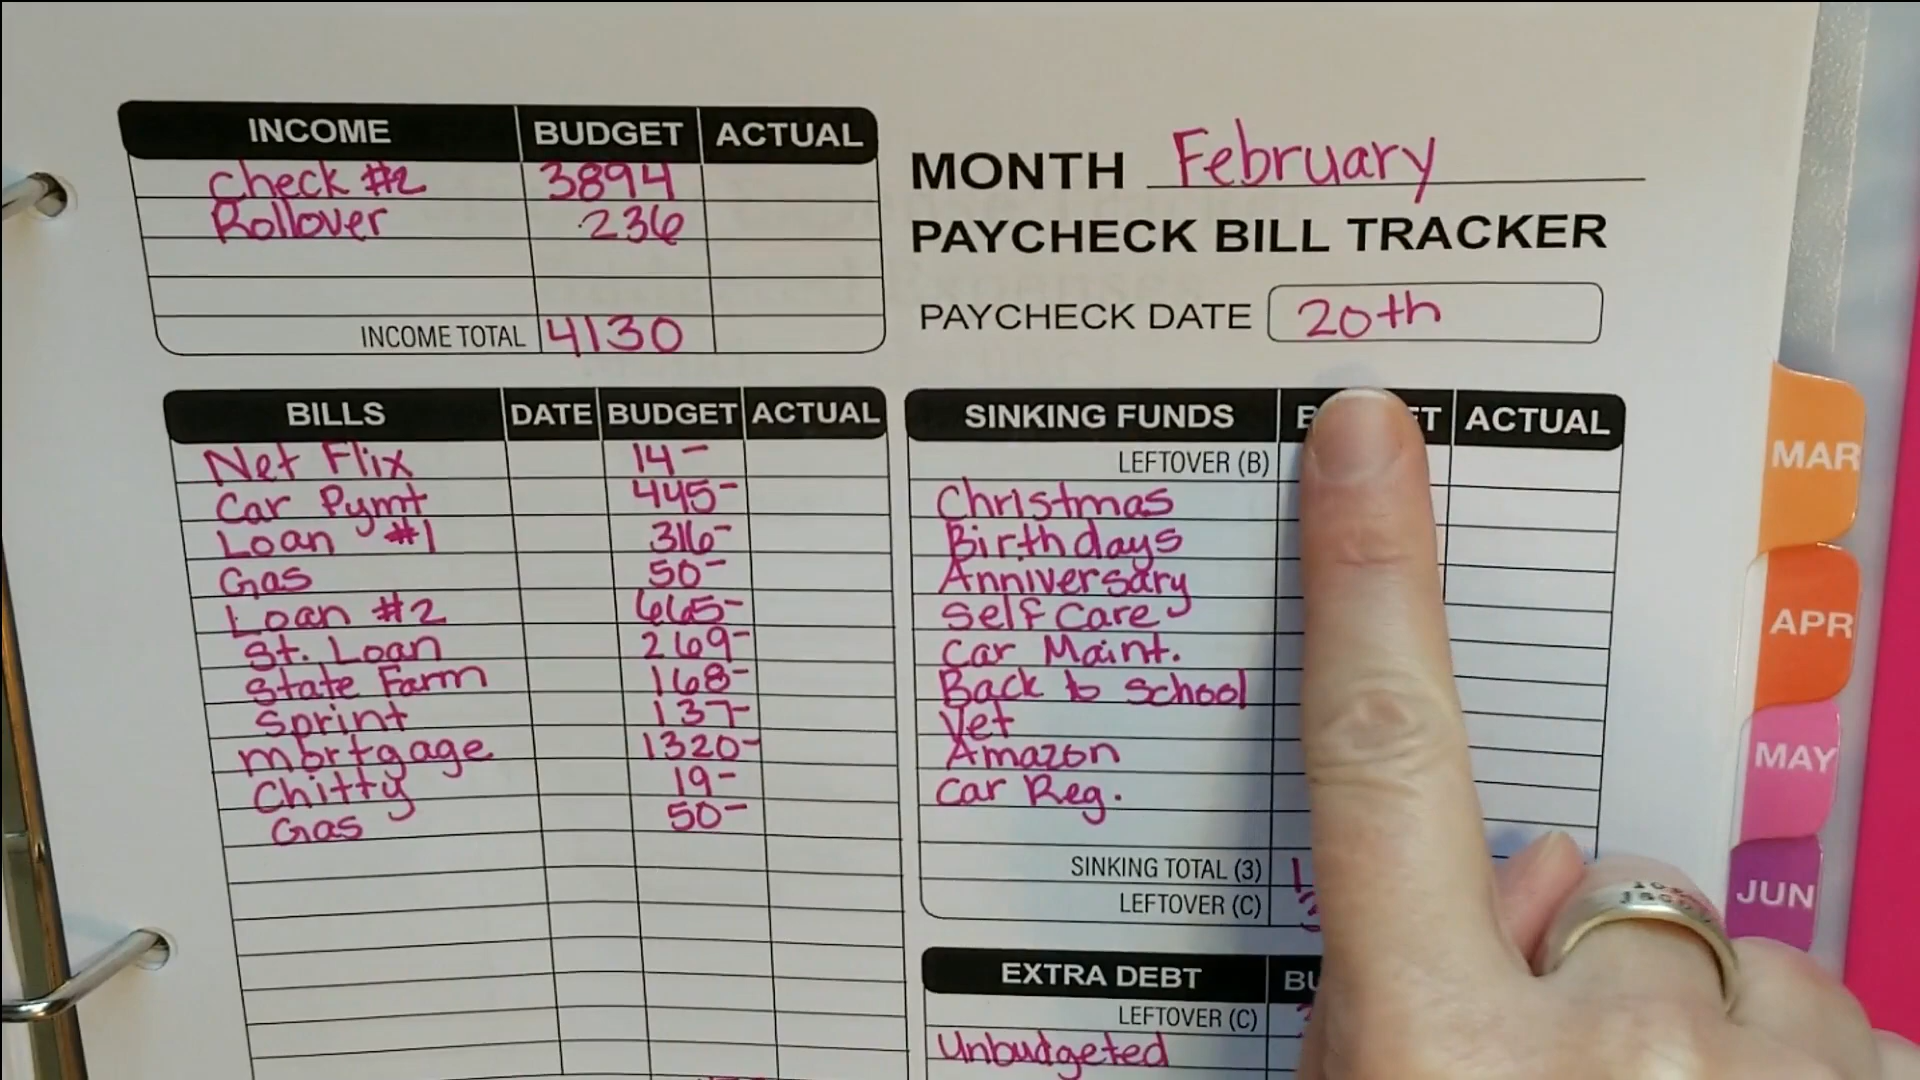 INCOME BUDGET ACTUAL
Check #2 3894
Rollover 236
INCOME TOTAL 4130
MONTH February
PAYCHECK BILL TRACKER
PAYCHECK DATE 20th
BILLS DATE BUDGET ACTUAL
Net Flix 14-
Car Pymt 445-
Loan #1 316-
Gas 50-
Loan #2 665-
St. Loan 269-
State Farm 168-
Sprint 137-
mortgage 1320-
Chitty 19-
Gas 50-
SINKING FUNDS ACTUAL
LEFTOVER (B)
Christmas
Birthdays
Anniversary
Self Care
Car Maint.
Back to School
Vet
Amazon
Car Reg.
SINKING TOTAL (3)
LEFTOVER (C)
EXTRA DEBT
LEFTOVER (C)
Unbudgeted
MAR
APR
MAY
JUN